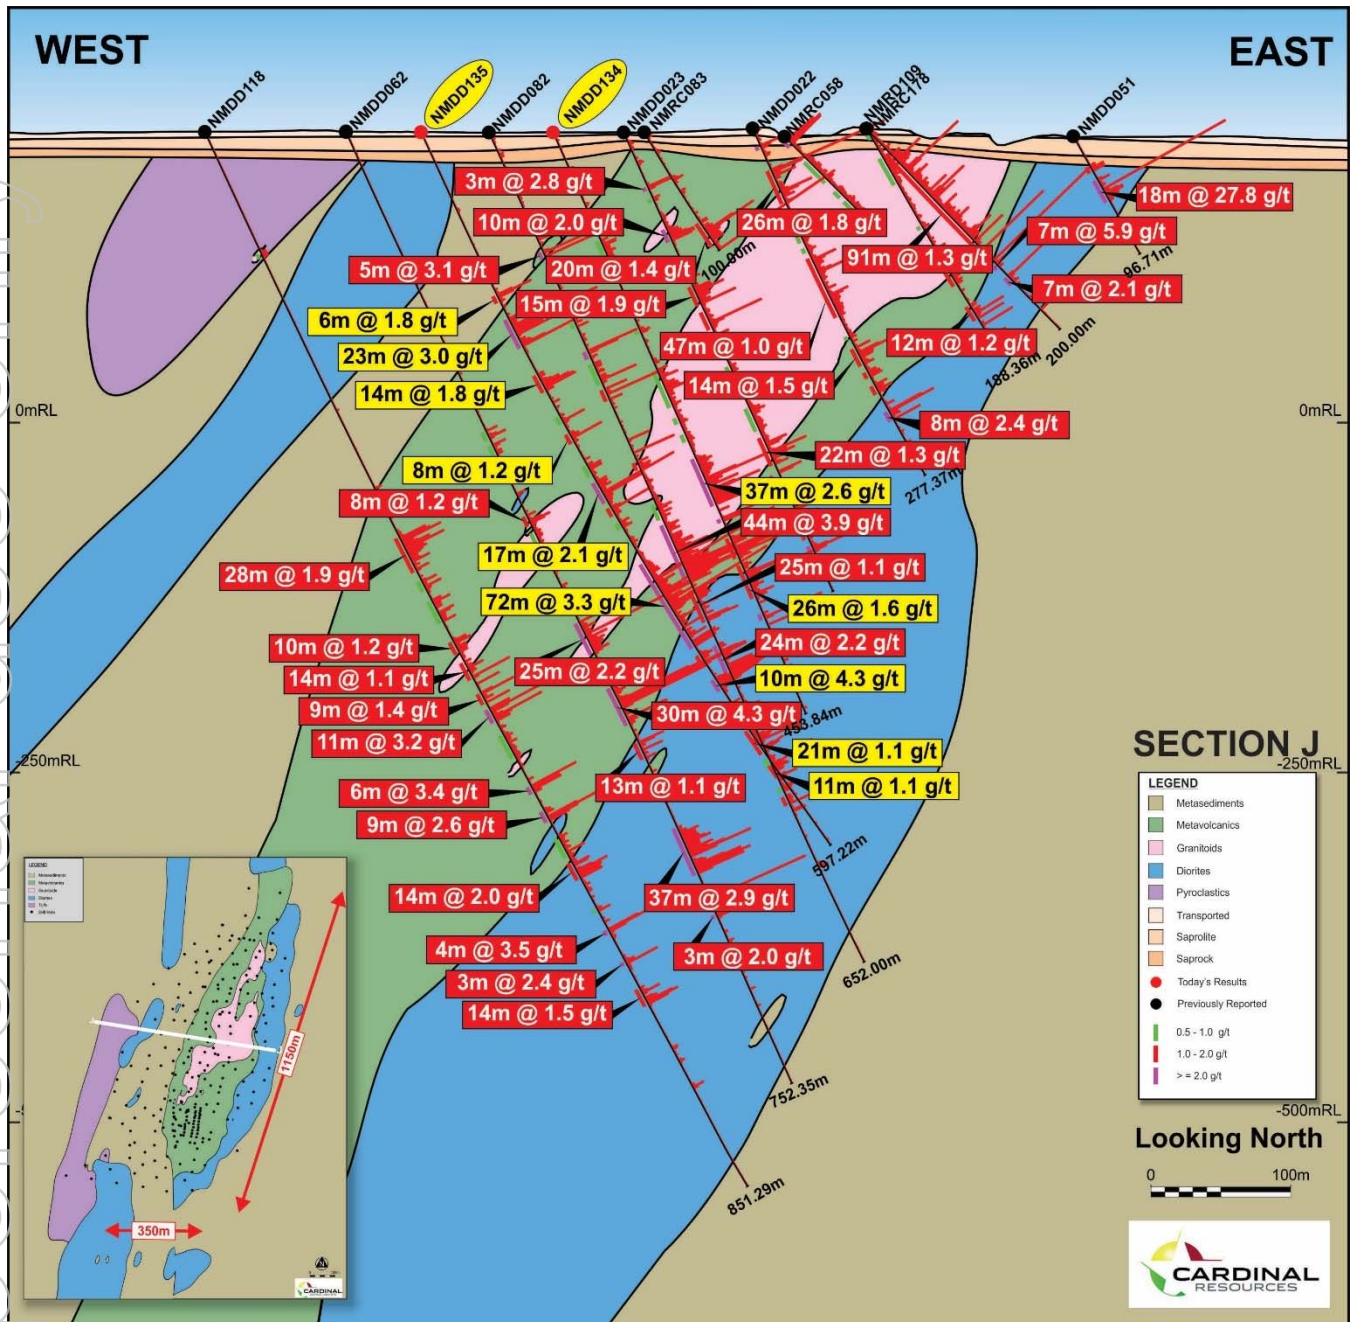 WEST
EAST
NMDD118
NMDD062
NMDD135
NMDD082
NMDD134
NMDD023
NMRC083
NMDD022
NMRC058
NMRD109
NMRC178
NMDD051
3m @ 2.8 g/t
18m @ 27.8 g/t
10m @ 2.0 g/t
26m @ 1.8 g/t
7m @ 5.9 g/t
100.00m
96.71m
5m @ 3.1 g/t
20m @ 1.4 g/t
91m @ 1.3 g/t
7m @ 2.1 g/t
15m @ 1.9 g/t
6m @ 1.8 g/t
23m @ 3.0 g/t
47m @ 1.0 g/t
12m @ 1.2 g/t
200.00m
188.36m
14m @ 1.8 g/t
14m @ 1.5 g/t
0mRL
0mRL
8m @ 2.4 g/t
8m @ 1.2 g/t
22m @ 1.3 g/t
277.37m
8m @ 1.2 g/t
37m @ 2.6 g/t
44m @ 3.9 g/t
17m @ 2.1 g/t
28m @ 1.9 g/t
25m @ 1.1 g/t
72m @ 3.3 g/t
26m @ 1.6 g/t
10m @ 1.2 g/t
24m @ 2.2 g/t
14m @ 1.1 g/t
25m @ 2.2 g/t
10m @ 4.3 g/t
9m @ 1.4 g/t
30m @ 4.3 g/t
453.84m
11m @ 3.2 g/t
21m @ 1.1 g/t
-250mRL
-250mRL
6m @ 3.4 g/t
13m @ 1.1 g/t
11m @ 1.1 g/t
9m @ 2.6 g/t
597.22m
14m @ 2.0 g/t
37m @ 2.9 g/t
4m @ 3.5 g/t
3m @ 2.0 g/t
3m @ 2.4 g/t
652.00m
14m @ 1.5 g/t
752.35m
851.29m
SECTION J
LEGEND
Metasediments
Metavolcanics
Granitoids
Diorites
Pyroclastics
Transported
Saprolite
Saprock
Today's Results
Previously Reported
0.5 - 1.0 g/t
1.0 - 2.0 g/t
> = 2.0 g/t
-500mRL
Looking North
0 100m
CARDINAL
RESOURCES
LEGEND
Metasediments
Metavolcanics
Granitoids
Diorites
1150m
350m
CARDINAL